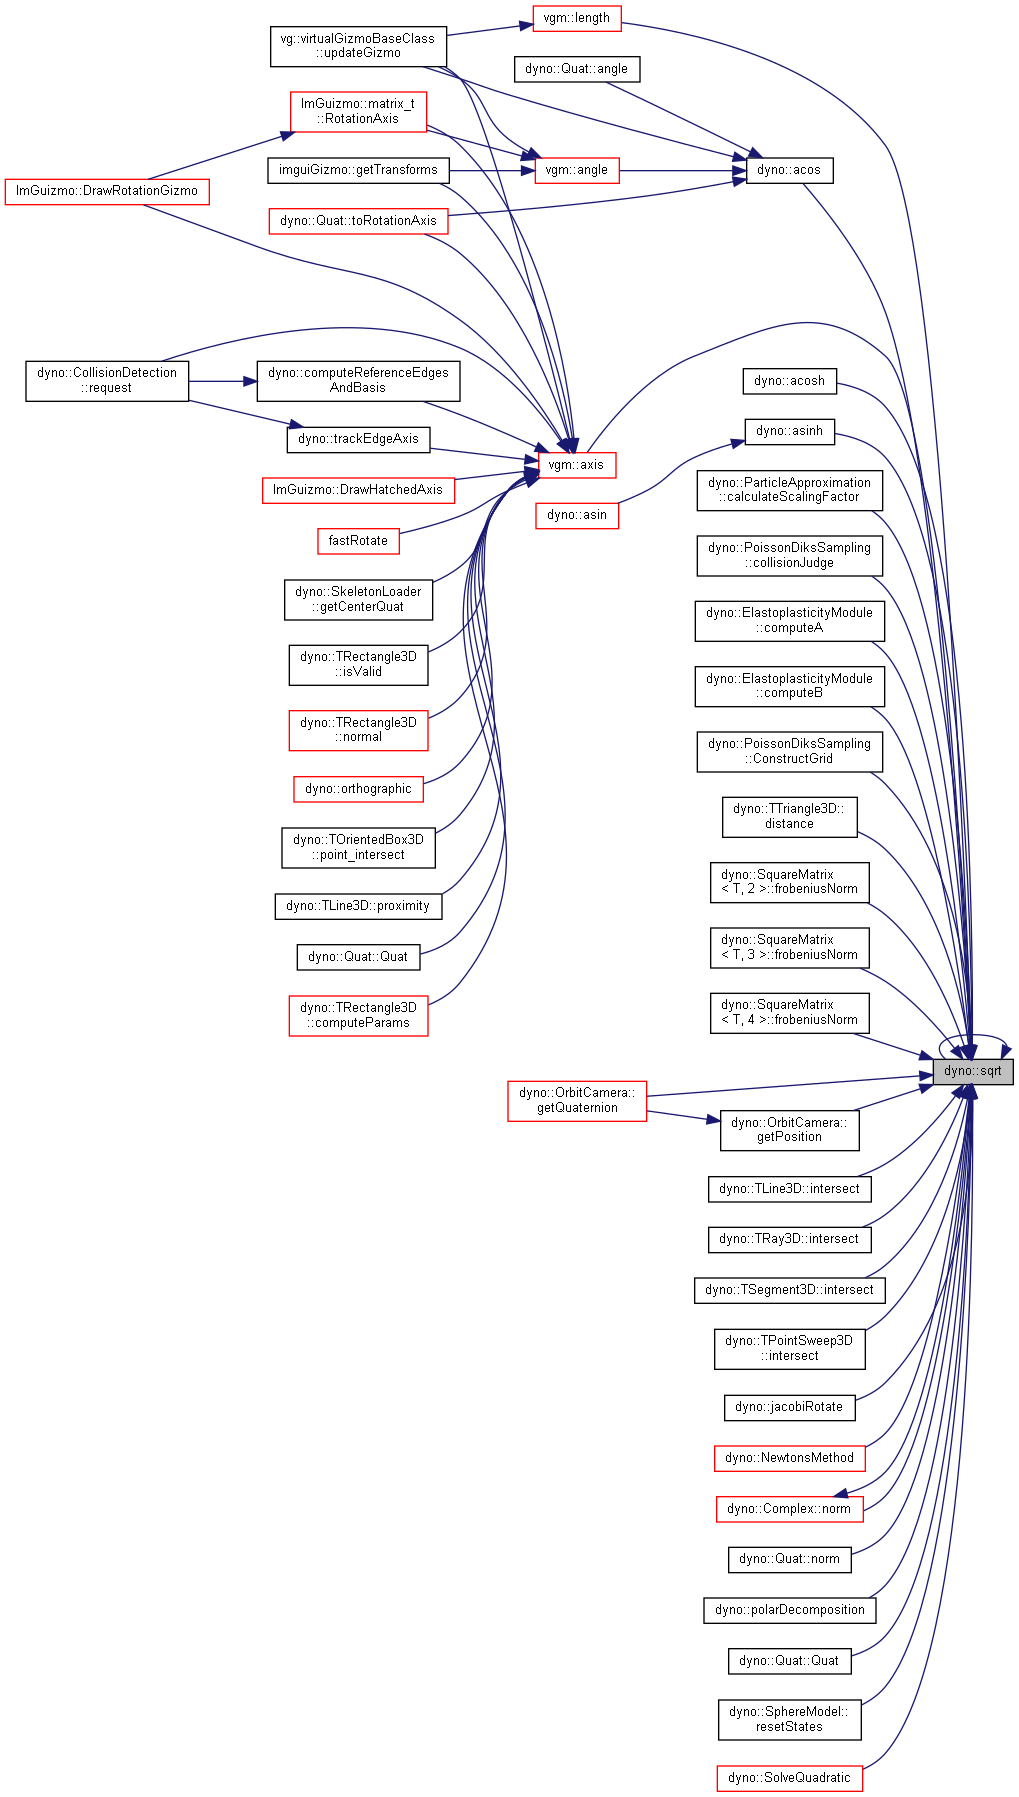 vgm::length
vg::virtualGizmoBaseClass
::updateGizmo
dyno::Quat::angle
ImGuizmo::matrix_t
::RotationAxis
imguiGizmo::getTransforms
vgm::angle
dyno::acos
ImGuizmo::DrawRotationGizmo
dyno::Quat::toRotationAxis
dyno::CollisionDetection
::request
dyno::computeReferenceEdges
AndBasis
dyno::acosh
dyno::trackEdgeAxis
dyno::asinh
vgm::axis
ImGuizmo::DrawHatchedAxis
dyno::ParticleApproximation
::calculateScalingFactor
dyno::asin
fastRotate
dyno::PoissonDiksSampling
::collisionJudge
dyno::SkeletonLoader
::getCenterQuat
dyno::ElastoplasticityModule
::computeA
dyno::TRectangle3D
::isValid
dyno::ElastoplasticityModule
::computeB
dyno::TRectangle3D
::normal
dyno::PoissonDiksSampling
::ConstructGrid
dyno::orthographic
dyno::TTriangle3D::
distance
dyno::TOrientedBox3D
::point_intersect
dyno::SquareMatrix
< T, 2 >::frobeniusNorm
dyno::TLine3D::proximity
dyno::SquareMatrix
< T, 3 >::frobeniusNorm
dyno::Quat::Quat
dyno::SquareMatrix
< T, 4 >::frobeniusNorm
dyno::TRectangle3D
::computeParams
dyno::sqrt
dyno::OrbitCamera::
getQuaternion
dyno::OrbitCamera::
getPosition
dyno::TLine3D::intersect
dyno::TRay3D::intersect
dyno::TSegment3D::intersect
dyno::TPointSweep3D
::intersect
dyno::jacobiRotate
dyno::NewtonsMethod
dyno::Complex::norm
dyno::Quat::norm
dyno::polarDecomposition
dyno::Quat::Quat
dyno::SphereModel::
resetStates
dyno::SolveQuadratic